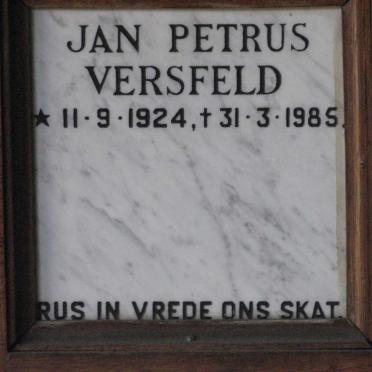 JAN PETRUS
VERSFELD
★ 11·9·1924, † 31·3·1985.
RUS IN VREDE ONS SKAT.